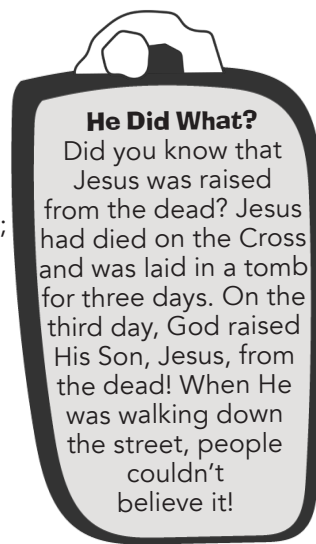 He Did What?
Did you know that
Jesus was raised
from the dead? Jesus
had died on the Cross
and was laid in a tomb
for three days. On the
third day, God raised
His Son, Jesus, from
the dead! When He
was walking down
the street, people
couldn't
believe it!
;